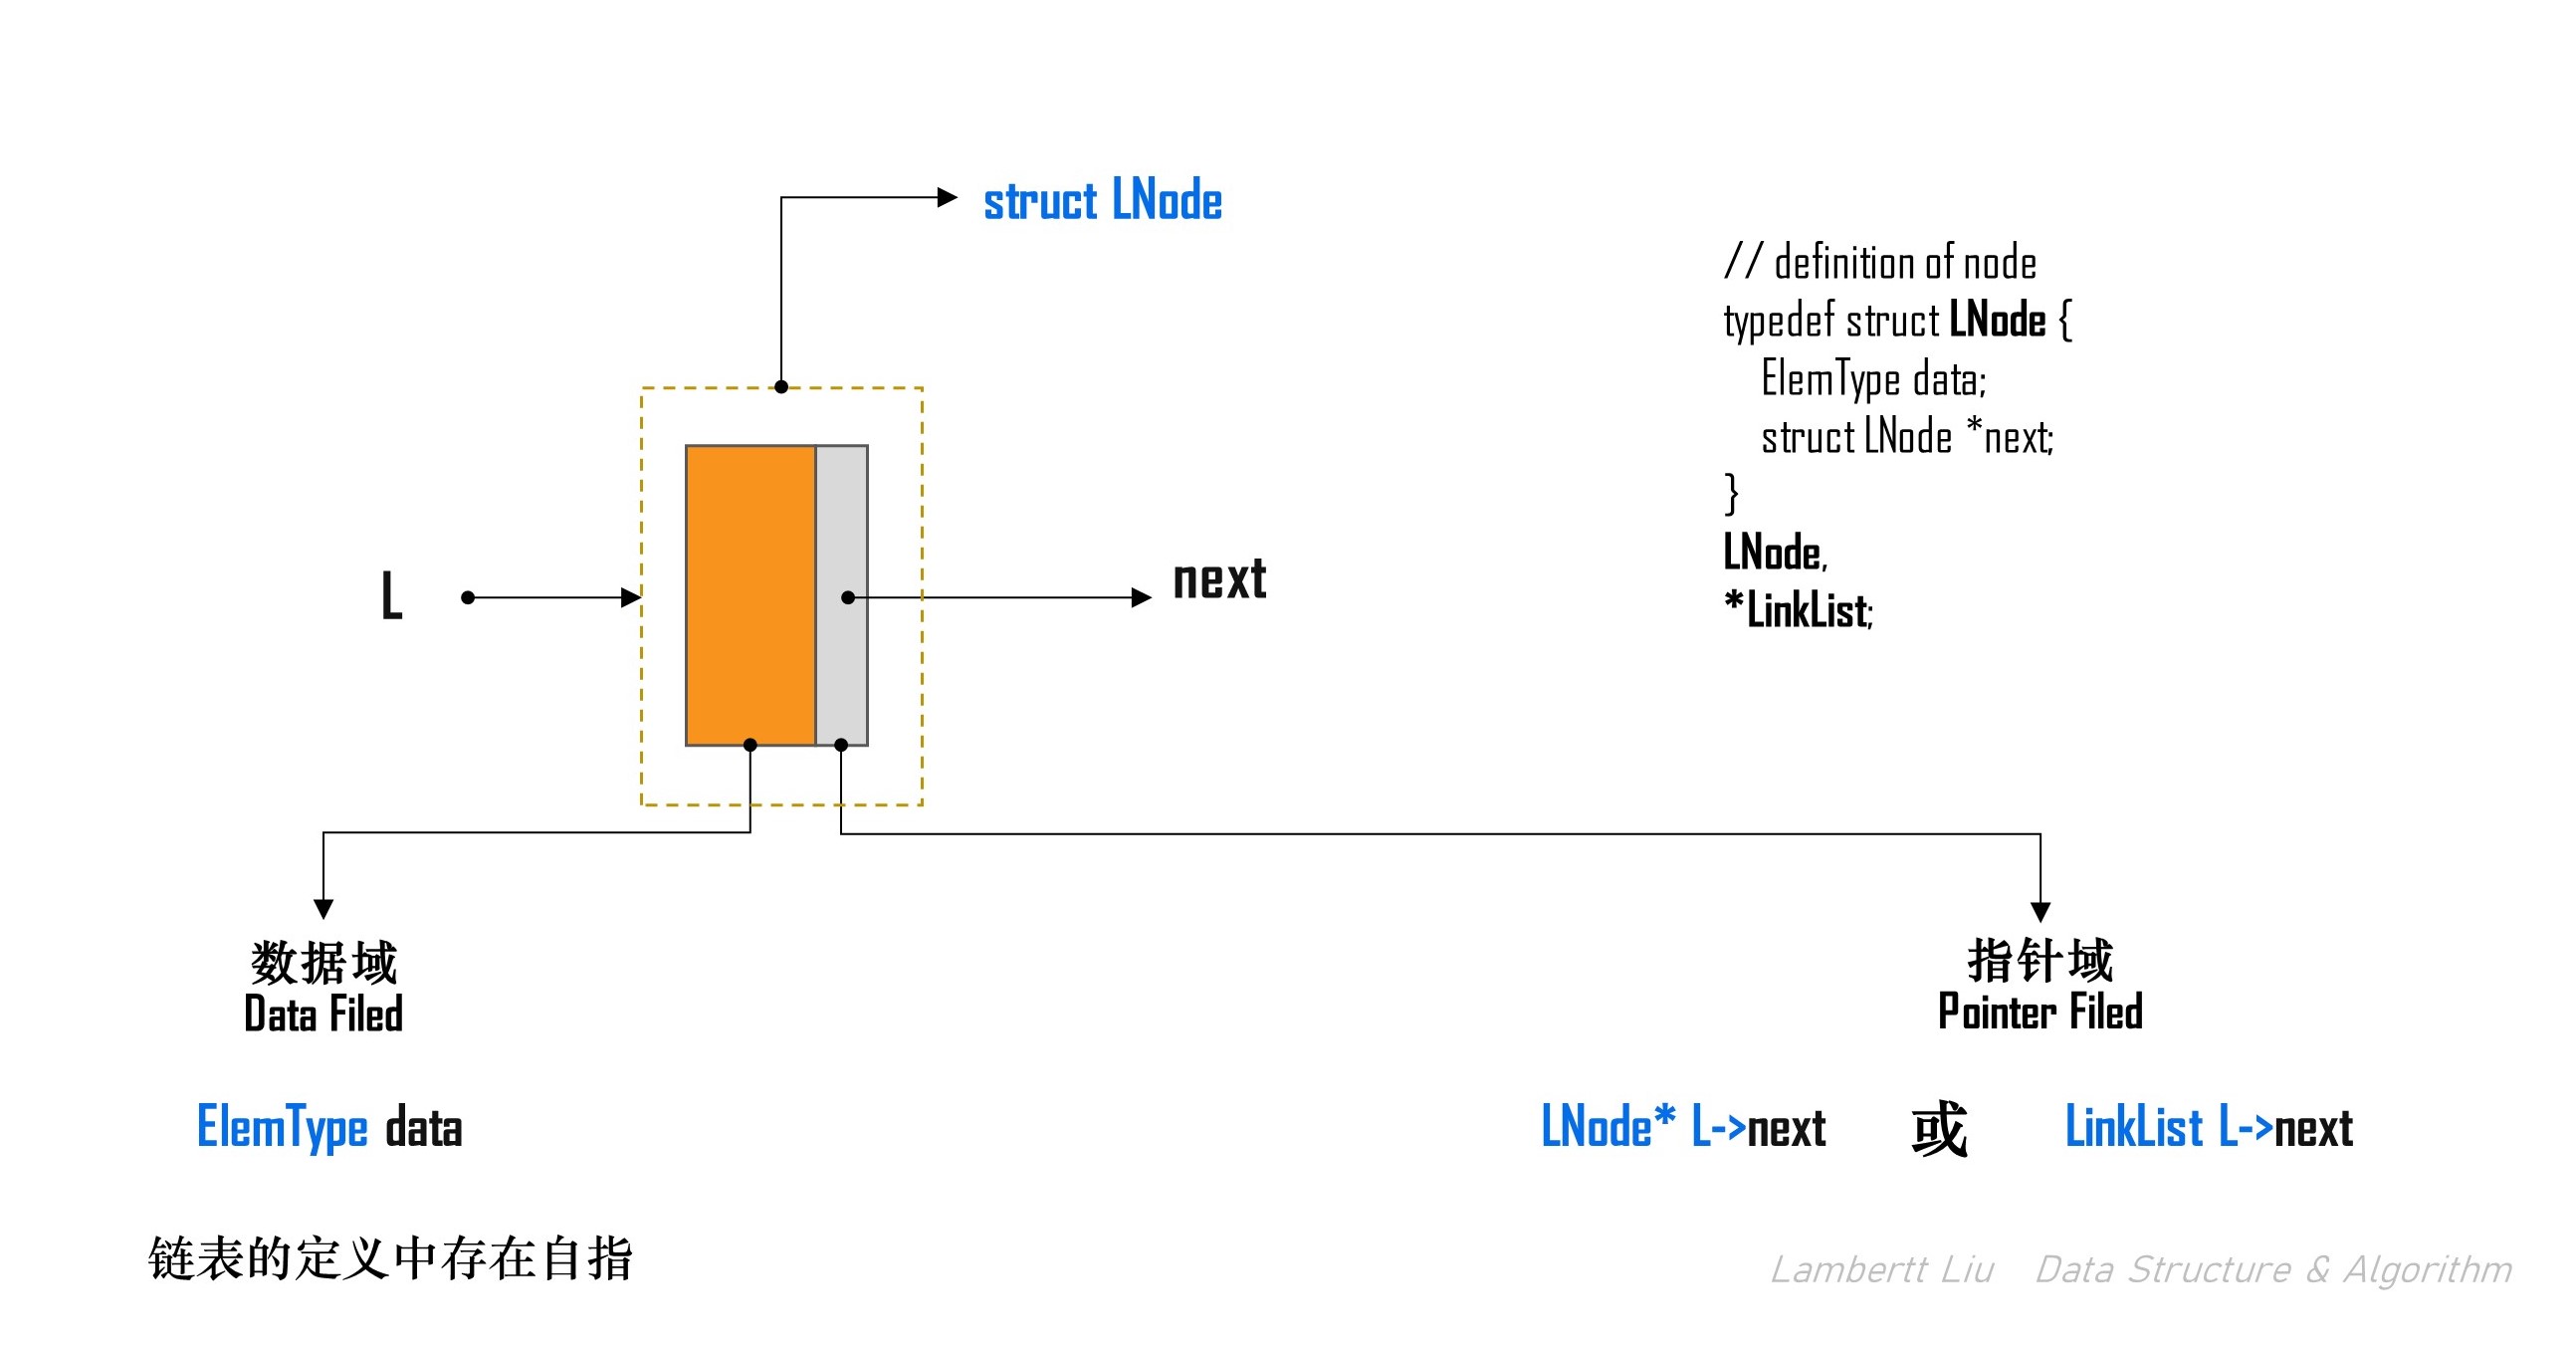 struct LNode
// definition of node
typedef struct LNode {
ElemType data;
struct LNode *next;
}
LNode,
*LinkList;
L
next
数据域
Data Filed
指针域
Pointer Filed
ElemType data
LNode* L->next 或 LinkList L->next
链表的定义中存在自指
Lambertt Liu Data Structure & Algorithm